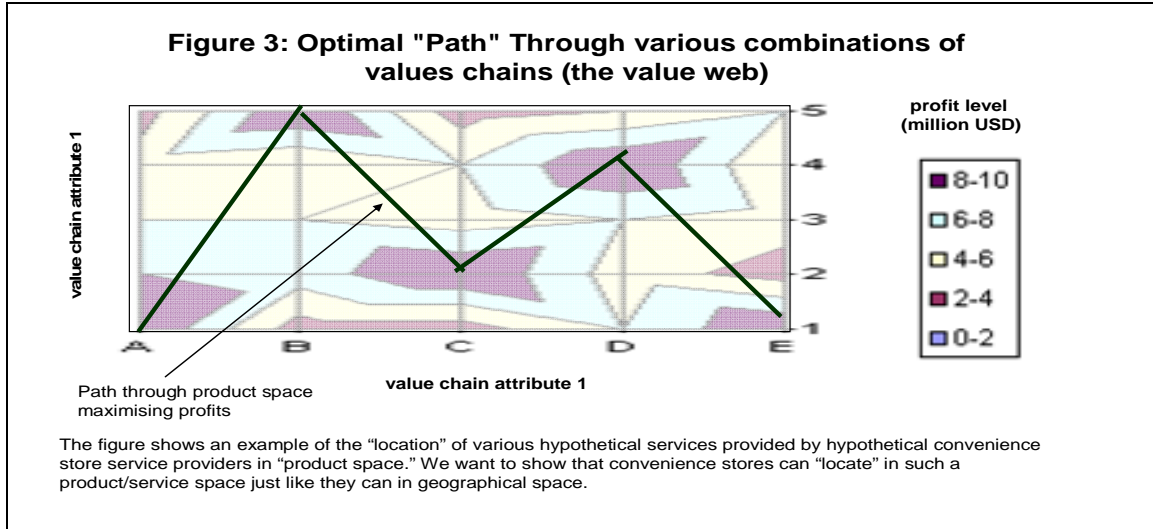 Figure 3: Optimal "Path" Through various combinations of
values chains (the value web)
profit level
(million USD)
value chain attribute 1
5
4
3
2
1
8-10
6-8
4-6
2-4
0-2
A B C D E
value chain attribute 1
Path through product space
maximising profits
The figure shows an example of the “location” of various hypothetical services provided by hypothetical convenience
store service providers in “product space.” We want to show that convenience stores can “locate” in such a
product/service space just like they can in geographical space.